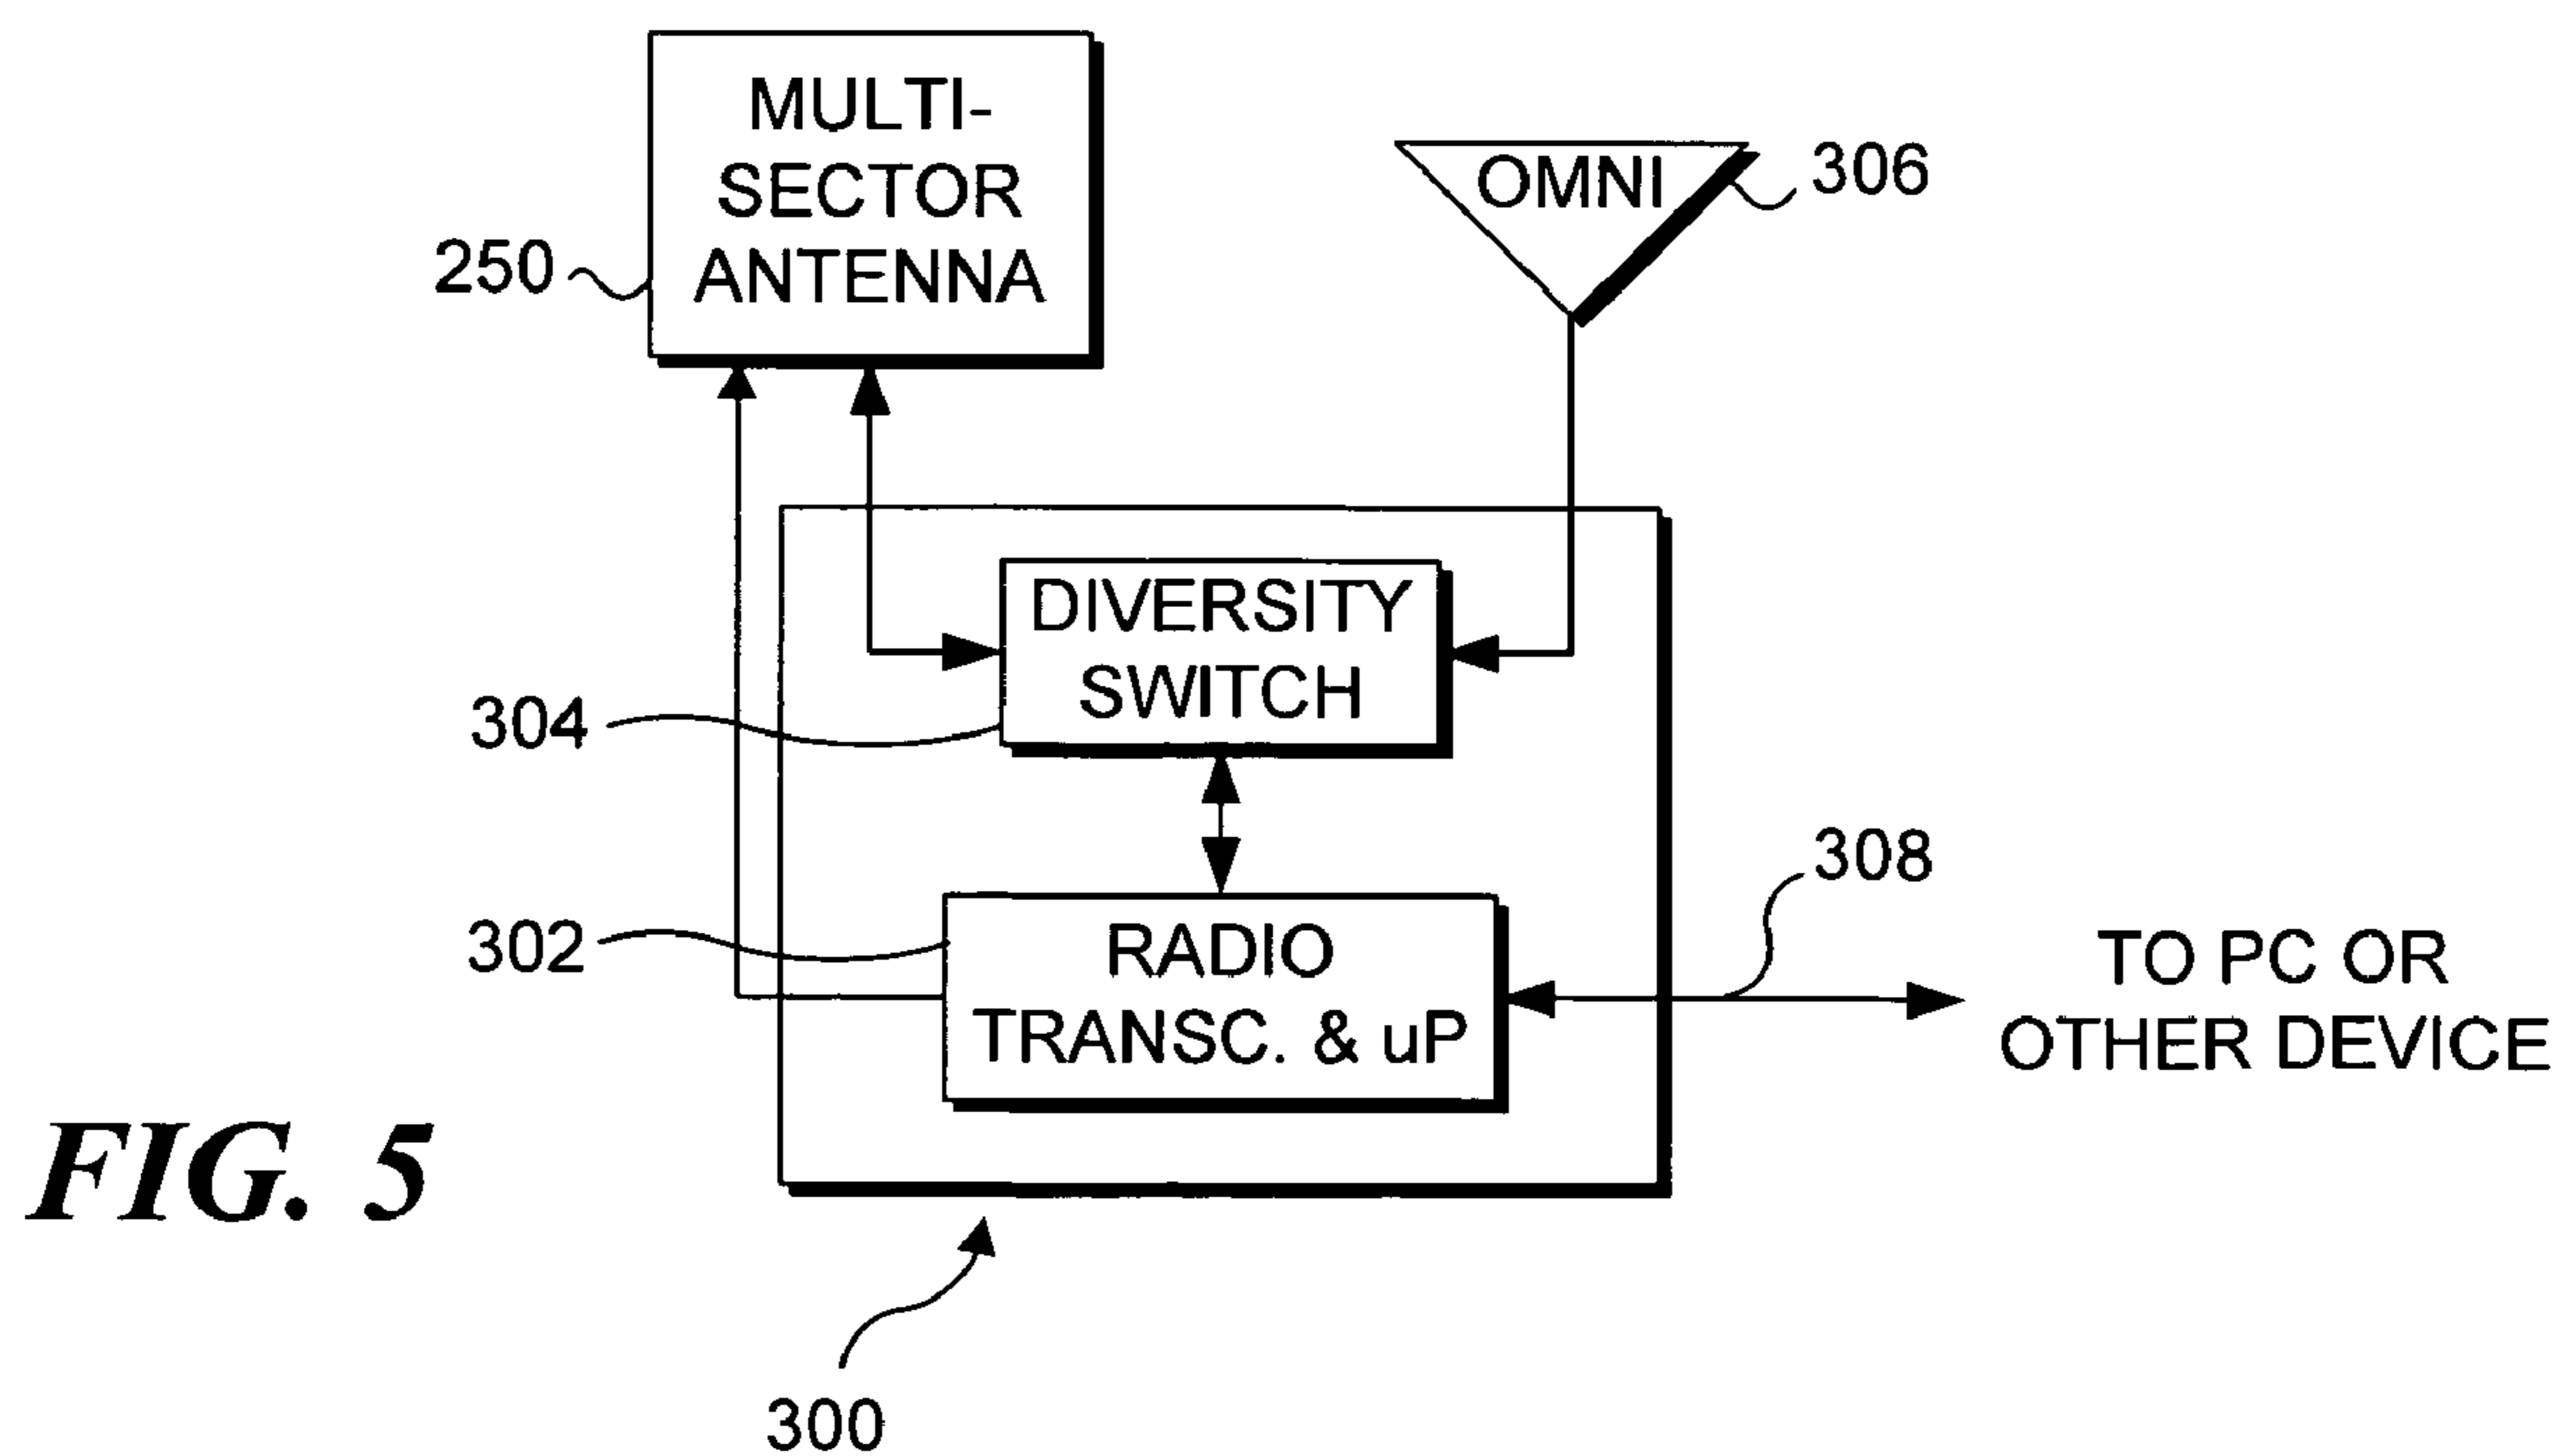 MULTI-
SECTOR
ANTENNA
250
OMNI
306
DIVERSITY
SWITCH
304
308
302
RADIO
TRANSC. & uP
TO PC OR
OTHER DEVICE
FIG. 5
300